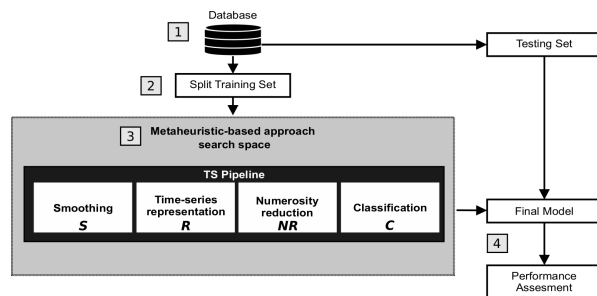 Database
1
Testing Set
2
Split Training Set
3
Metaheuristic-based approach
search space
TS Pipeline
Smoothing
S
Time-series
representation
R
Numerosity
reduction
NR
Classification
C
Final Model
4
Performance
Assesment